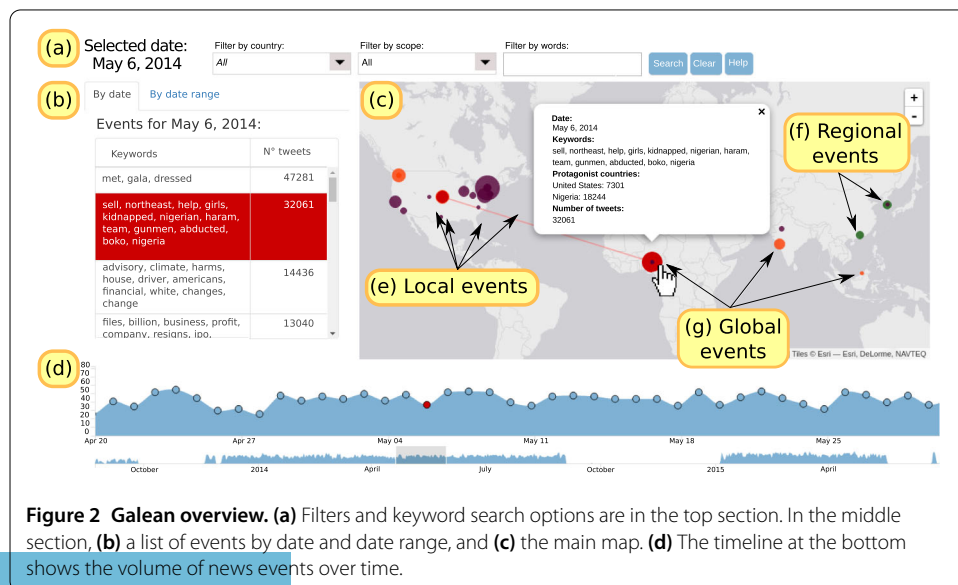 (a) Selected date:
May 6, 2014
Filter by country:
All
Filter by scope:
All
Filter by words:
Search Clear Help
(b) By date By date range
Events for May 6, 2014:
Keywords N° tweets
met, gala, dressed 47281
sell, northeast, help, girls, 32061
kidnapped, nigerian, haram,
team, gunmen, abducted,
boko, nigeria
advisory, climate, harms, 14436
house, driver, americans,
financial, white, changes,
change
files, billion, business, profit, 13040
company, resigns, ipo,
(c)
+
-
×
Date:
May 6, 2014
Keywords:
sell, northeast, help, girls, kidnapped, nigerian, haram,
team, gunmen, abducted, boko, nigeria
Protagonist countries:
United States: 7301
Nigeria: 18244
Number of tweets:
32061
(f) Regional
events
(e) Local events
(g) Global
events
Tiles © Esri — Esri, DeLorme, NAVTEQ
(d)
80
70
60
50
40
30
20
10
0
Apr 20 Apr 27 May 04 May 11 May 18 May 25
October 2014 April July October 2015 April
Figure 2 Galean overview. (a) Filters and keyword search options are in the top section. In the middle
section, (b) a list of events by date and date range, and (c) the main map. (d) The timeline at the bottom
shows the volume of news events over time.